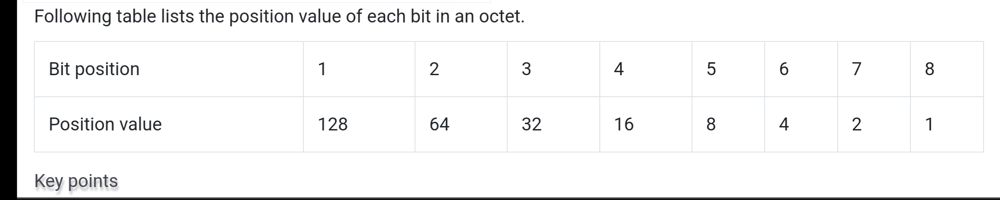 Following table lists the position value of each bit in an octet.
Bit position 1 2 3 4 5 6 7 8
Position value 128 64 32 16 8 4 2 1
Key points